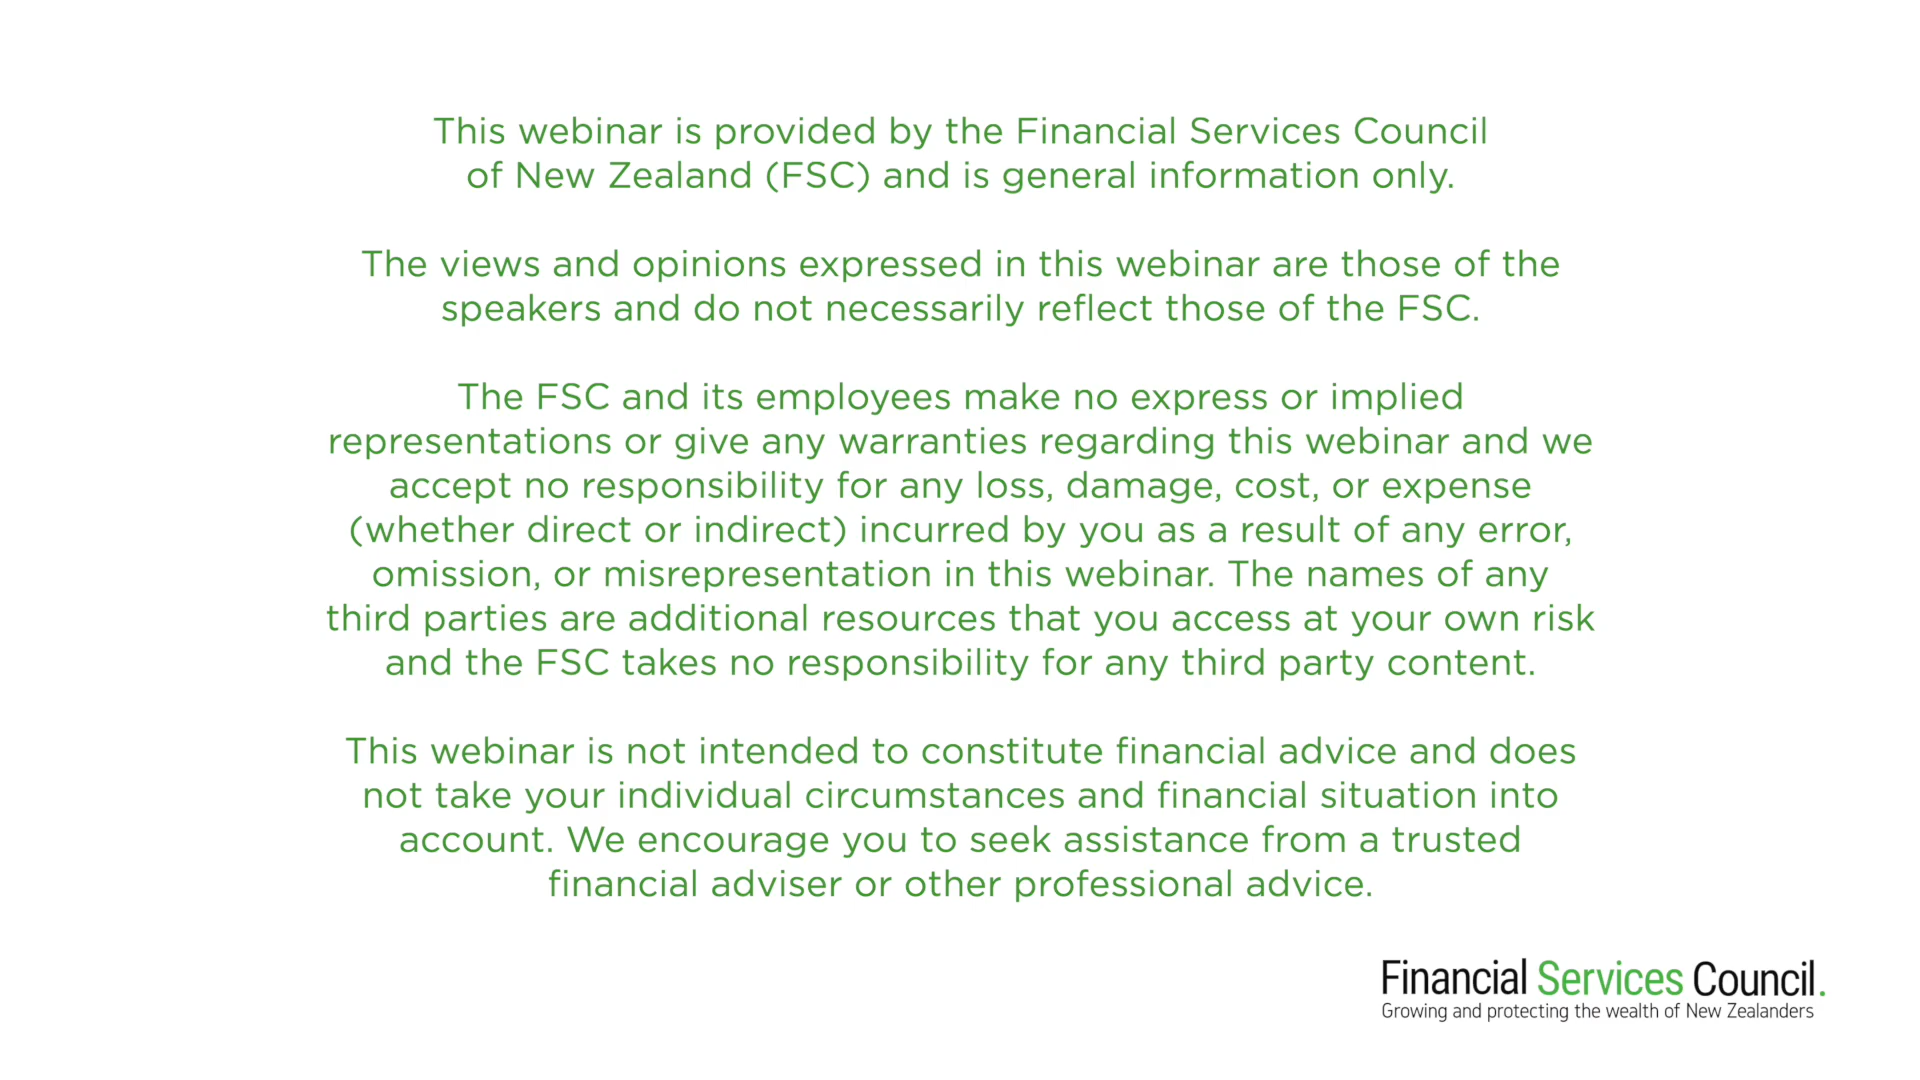 This webinar is provided by the Financial Services Council
of New Zealand (FSC) and is general information only.
The views and opinions expressed in this webinar are those of the
speakers and do not necessarily reflect those of the FSC.
The FSC and its employees make no express or implied
representations or give any warranties regarding this webinar and we
accept no responsibility for any loss, damage, cost, or expense
(whether direct or indirect) incurred by you as a result of any error,
omission, or misrepresentation in this webinar. The names of any
third parties are additional resources that you access at your own risk
and the FSC takes no responsibility for any third party content.
This webinar is not intended to constitute financial advice and does
not take your individual circumstances and financial situation into
account. We encourage you to seek assistance from a trusted
financial adviser or other professional advice.
Financial Services Council.
Growing and protecting the wealth of New Zealanders